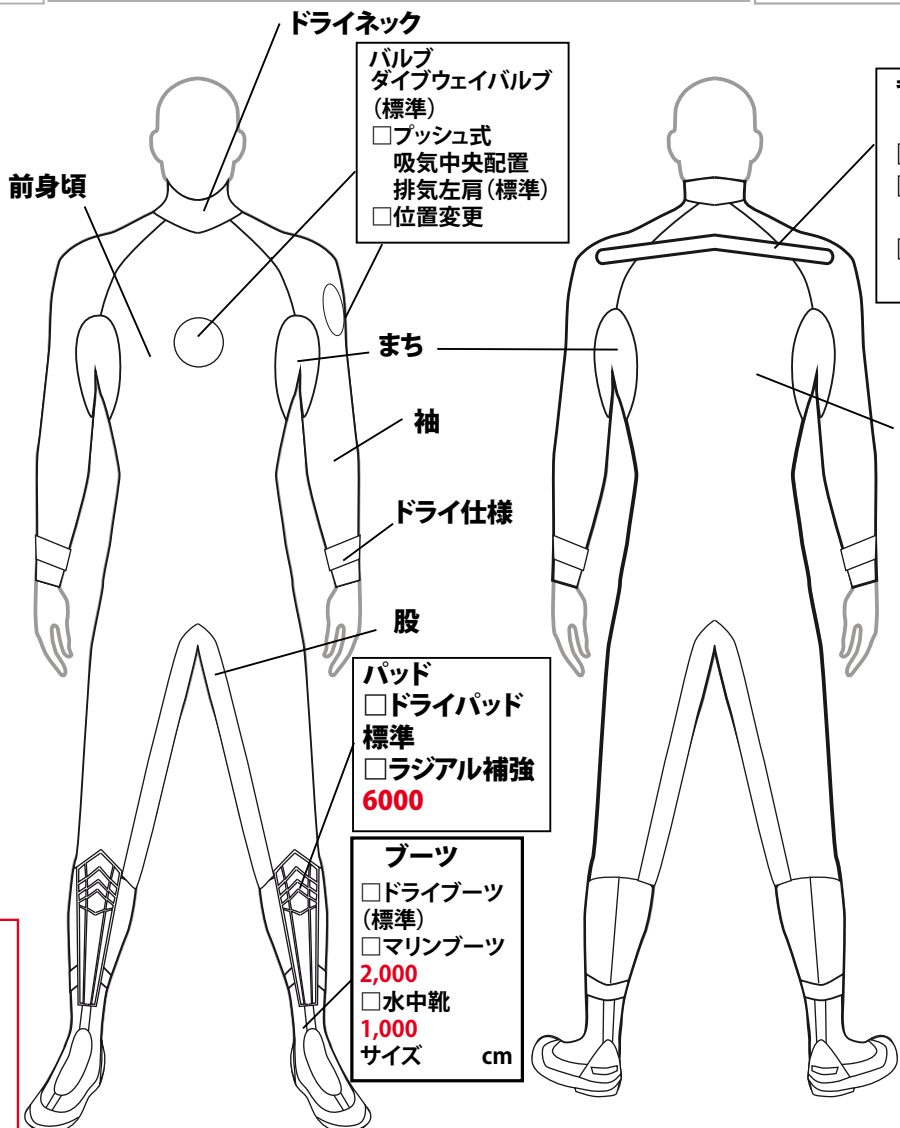 ドライネック
バルブ
ダイブウェイバルブ
(標準)
□プッシュ式
吸気中央配置
排気左肩(標準)
□位置変更
前身頃
まち
袖
ドライ仕様
股
パッド
□ドライパッド
標準
□ラジアル補強
6000
ブーツ
□ドライブーツ
(標準)
□マリンブーツ
2,000
□水中靴
1,000
サイズ cm